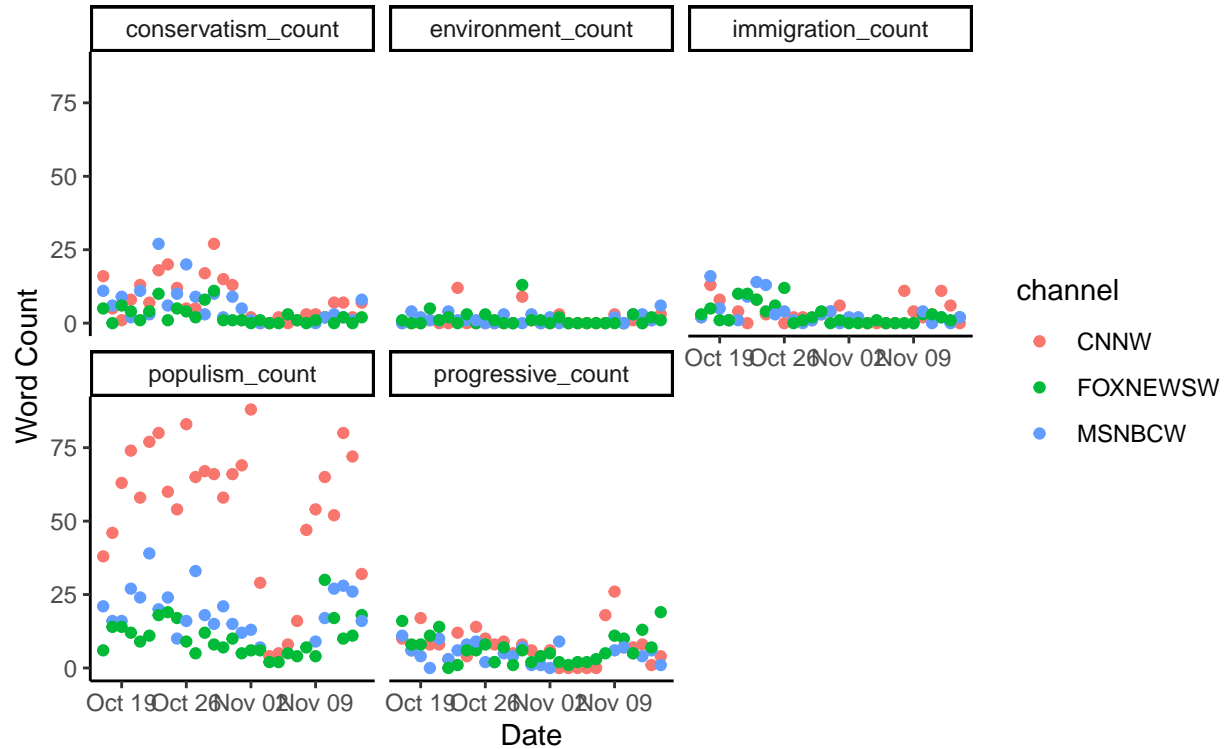 conservatism_count
environment_count
immigration_count
75
50
25
0
Oct 19
Oct 26
Nov 02
Nov 09
populism_count
progressive_count
75
50
25
0
Oct 19
Oct 26
Nov 02
Nov 09
Oct 19
Oct 26
Nov 02
Nov 09
Word Count
Date
channel
CNNW
FOXNEWSW
MSNBCW